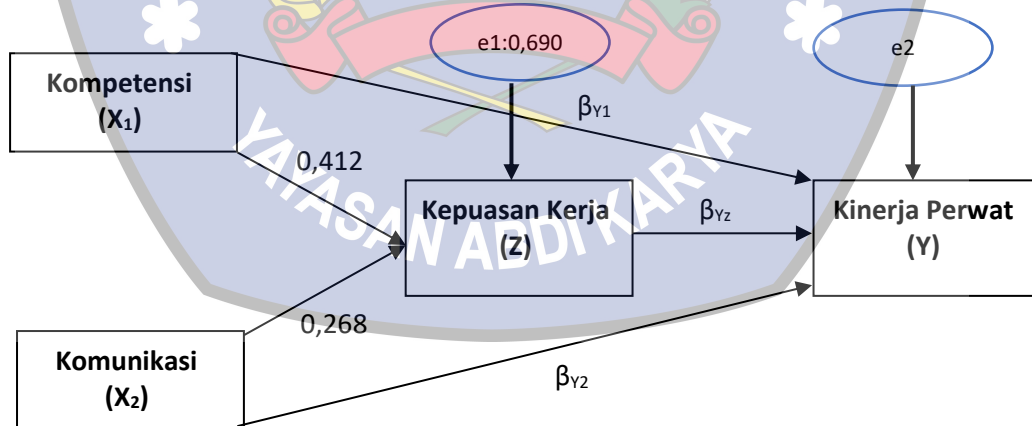 e1:0,690
e2
Kompetensi
(X₁)
βY1
0,412
YAYASAN ABDI KARYA
Kepuasan Kerja
(Z)
βYz
Kinerja Perwat
(Y)
0,268
Komunikasi
(X₂)
βY2